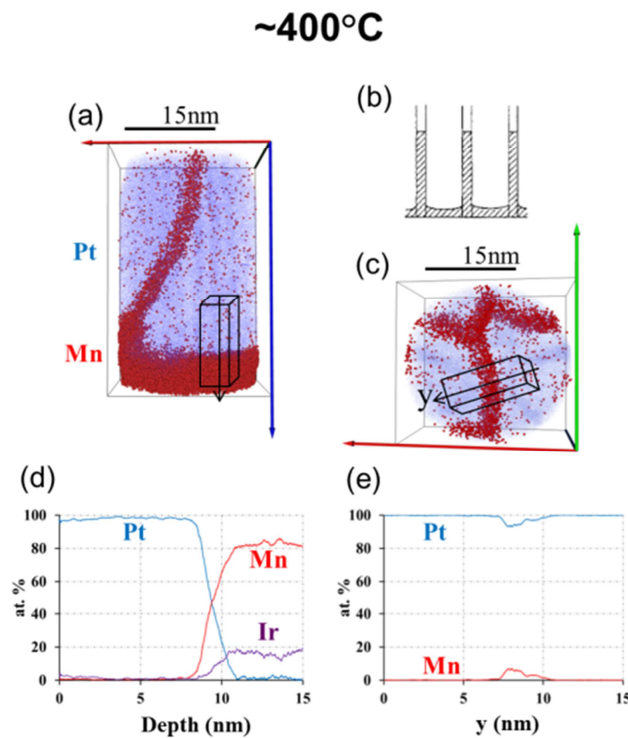 ~400°C
(a)
15nm
Pt
Mn
(b)
(c)
15nm
y
(d)
100
80
60
40
20
0
at. %
Pt
Mn
Ir
0
5
10
15
Depth (nm)
(e)
100
80
60
40
20
0
at. %
Pt
Mn
0
5
10
15
y (nm)